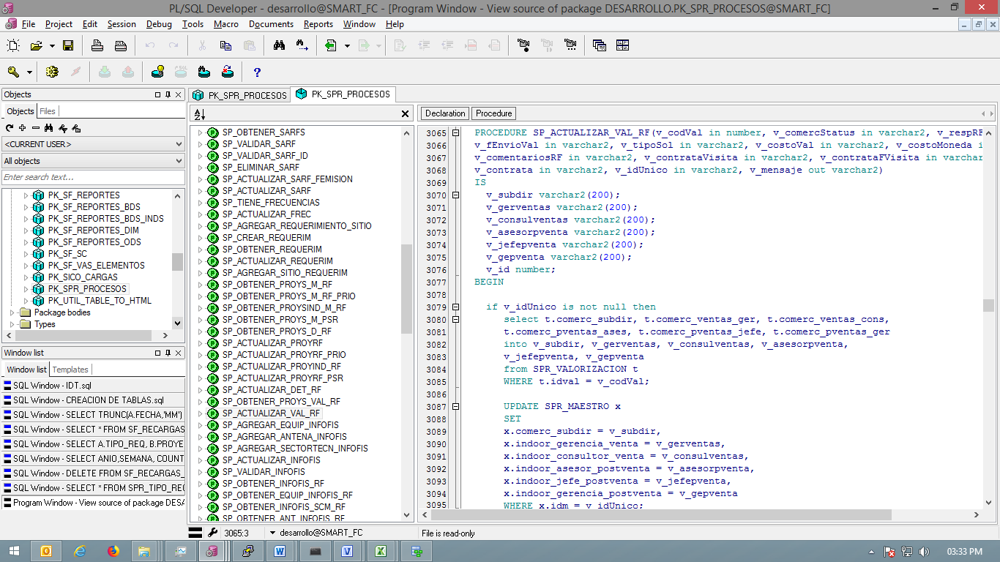 PL/SQL Developer - desarrollo@SMART_FC - [Program Window - View source of package DESARROLLO.PK_SPR_PROCESOS@SMART_FC]
File Project Edit Session Debug Tools Macro Documents Reports Window Help
Objects
Objects Files
<CURRENT USER>
All objects
Enter search text...
PK_SF_REPORTES
PK_SF_REPORTES_BDS
PK_SF_REPORTES_BDS_INDS
PK_SF_REPORTES_DIM
PK_SF_REPORTES_ODS
PK_SF_SC
PK_SF_VAS_ELEMENTOS
PK_SICO_CARGAS
PK_SPR_PROCESOS
PK_UTIL_TABLE_TO_HTML
Package bodies
Types
Window list
Window list Templates
SQL Window - IDT.sql
SQL Window - CREACION DE TABLAS.sql
SQL Window - SELECT TRUNC(A.FECHA,'MM')
SQL Window - SELECT * FROM SF_RECARGAS
SQL Window - SELECT A.TIPO_REQ, B.PROYE
SQL Window - SELECT ANIO,SEMANA, COUNT
SQL Window - DELETE FROM SF_RECARGAS_
SQL Window - SELECT * FROM SPR_TIPO_REC
Program Window - View source of package DESA
PK_SPR_PROCESOS PK_SPR_PROCESOS
SP_OBTENER_SARFS
SP_VALIDAR_SARF
SP_VALIDAR_SARF_ID
SP_ELIMINAR_SARF
SP_ACTUALIZAR_SARF_FEMISION
SP_ACTUALIZAR_SARF
SP_TIENE_FRECUENCIAS
SP_ACTUALIZAR_FREC
SP_AGREGAR_REQUERIMIENTO_SITIO
SP_CREAR_REQUERIM
SP_OBTENER_REQUERIM
SP_ACTUALIZAR_REQUERIM
SP_AGREGAR_SITIO_REQUERIM
SP_OBTENER_PROYS_M_RF
SP_OBTENER_PROYS_M_RF_PRIO
SP_OBTENER_PROYSIND_M_RF
SP_OBTENER_PROYS_M_PSR
SP_OBTENER_PROYS_D_RF
SP_ACTUALIZAR_PROYRF
SP_ACTUALIZAR_PROYRF_PRIO
SP_ACTUALIZAR_PROYIND_RF
SP_ACTUALIZAR_PROYRF_PSR
SP_ACTUALIZAR_DET_RF
SP_OBTENER_PROYS_VAL_RF
SP_ACTUALIZAR_VAL_RF
SP_AGREGAR_EQUIP_INFOFIS
SP_AGREGAR_ANTENA_INFOFIS
SP_AGREGAR_SECTORTECN_INFOFIS
SP_ACTUALIZAR_INFOFIS
SP_VALIDAR_INFOFIS
SP_OBTENER_INFOFIS_RF
SP_OBTENER_EQUIP_INFOFIS_RF
SP_OBTENER_INFOFIS_SCM_RF
SP_OBTENER_ANT_INFOFIS_RF
Declaration Procedure
3065 PROCEDURE SP_ACTUALIZAR_VAL_RF(v_codVal in number, v_comercStatus in varchar2, v_respRF
3066 v_fEnvioVal in varchar2, v_tipoSol in varchar2, v_costoVal in varchar2, v_costoMoneda i
3067 v_comentariosRF in varchar2, v_contrataVisita in varchar2, v_contrataFVisita in varchar
3068 v_contrata in varchar2, v_idUnico in varchar2, v_mensaje out varchar2)
3069 IS
3070 v_subdir varchar2(200);
3071 v_gerventas varchar2(200);
3072 v_consulventas varchar2(200);
3073 v_asesorpventa varchar2(200);
3074 v_jefepventa varchar2(200);
3075 v_gepventa varchar2(200);
3076 v_id number;
3077 BEGIN
3078
3079 if v_idUnico is not null then
3080 select t.comerc_subdir, t.comerc_ventas_ger, t.comerc_ventas_cons,
3081 t.comerc_pventas_ases, t.comerc_pventas_jefe, t.comerc_pventas_ger
3082 into v_subdir, v_gerventas, v_consulventas, v_asesorpventa,
3083 v_jefepventa, v_gepventa
3084 from SPR_VALORIZACION t
3085 WHERE t.idval = v_codVal;
3086
3087 UPDATE SPR_MAESTRO x
3088 SET
3089 x.comerc_subdir = v_subdir,
3090 x.indoor_gerencia_venta = v_gerventas,
3091 x.indoor_consultor_venta = v_consulventas,
3092 x.indoor_asesor_postventa = v_asesorpventa,
3093 x.indoor_jefe_postventa = v_jefepventa,
3094 x.indoor_gerencia_postventa = v_gepventa
3095 WHERE x.idm = v_idUnico;
3065:3 desarrollo@SMART_FC File is read-only
03:33 PM